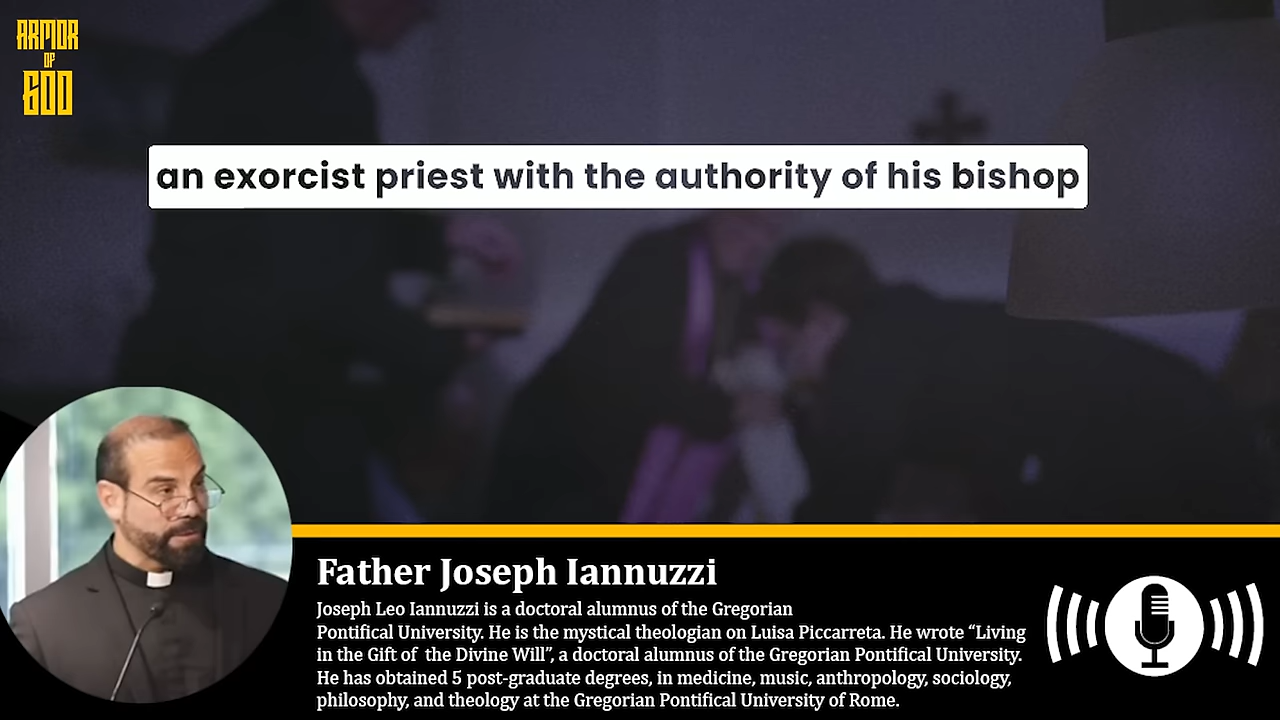 ARMOR
OF
GOD
an exorcist priest with the authority of his bishop
Father Joseph Iannuzzi
Joseph Leo Iannuzzi is a doctoral alumnus of the Gregorian
Pontifical University. He is the mystical theologian on Luisa Piccarreta. He wrote “Living
in the Gift of the Divine Will”, a doctoral alumnus of the Gregorian Pontifical University.
He has obtained 5 post-graduate degrees, in medicine, music, anthropology, sociology,
philosophy, and theology at the Gregorian Pontifical University of Rome.